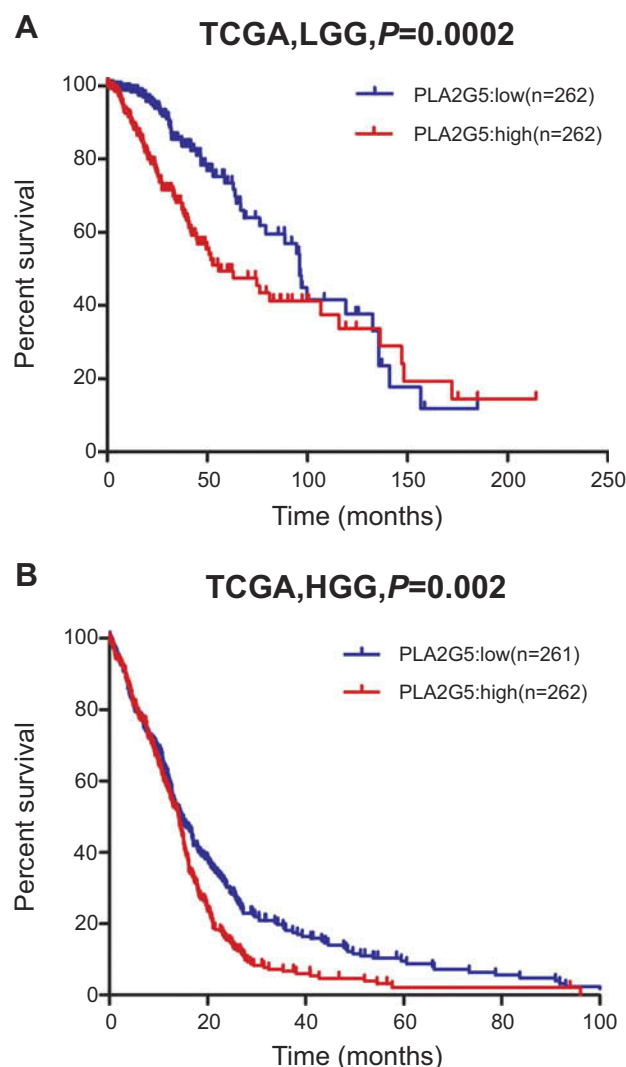 A
TCGA,LGG,P=0.0002
PLA2G5:low(n=262)
PLA2G5:high(n=262)
Percent survival
100
80
60
40
20
0
0 50 100 150 200 250
Time (months)
B
TCGA,HGG,P=0.002
PLA2G5:low(n=261)
PLA2G5:high(n=262)
Percent survival
100
80
60
40
20
0
0 20 40 60 80 100
Time (months)